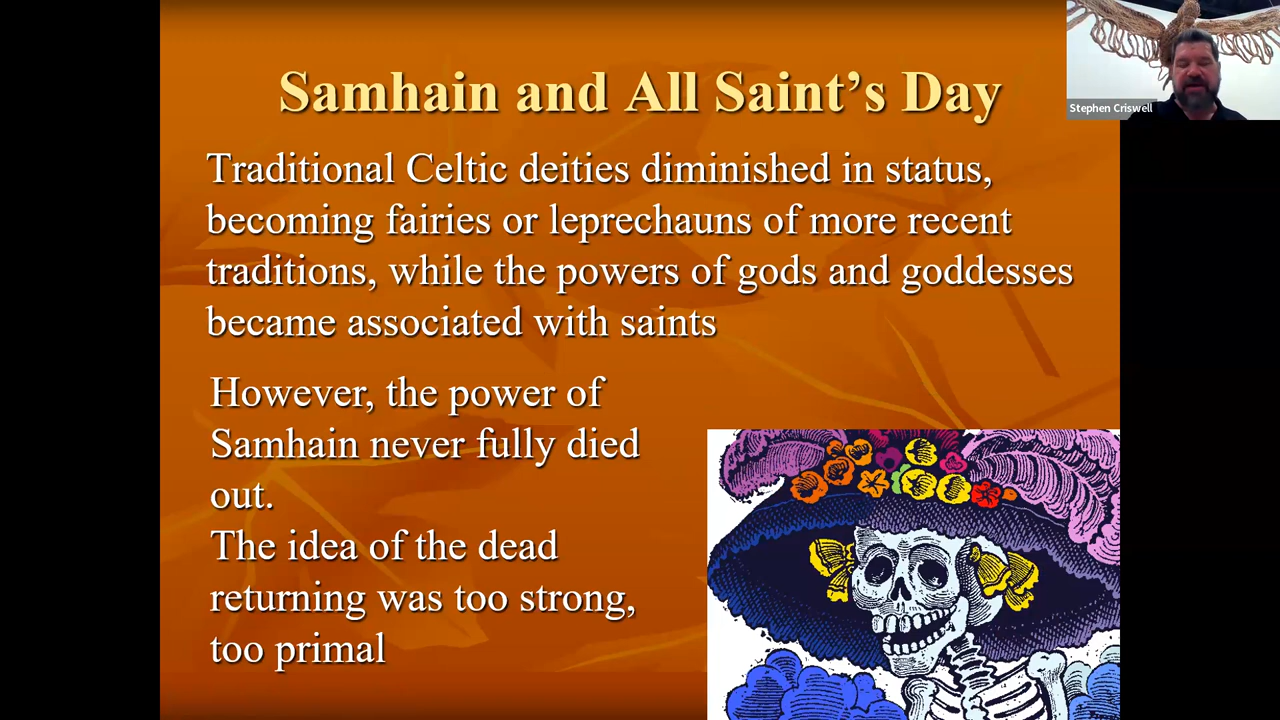 Samhain and All Saint’s Day
Stephen Criswell
Traditional Celtic deities diminished in status,
becoming fairies or leprechauns of more recent
traditions, while the powers of gods and goddesses
became associated with saints
However, the power of
Samhain never fully died
out.
The idea of the dead
returning was too strong,
too primal